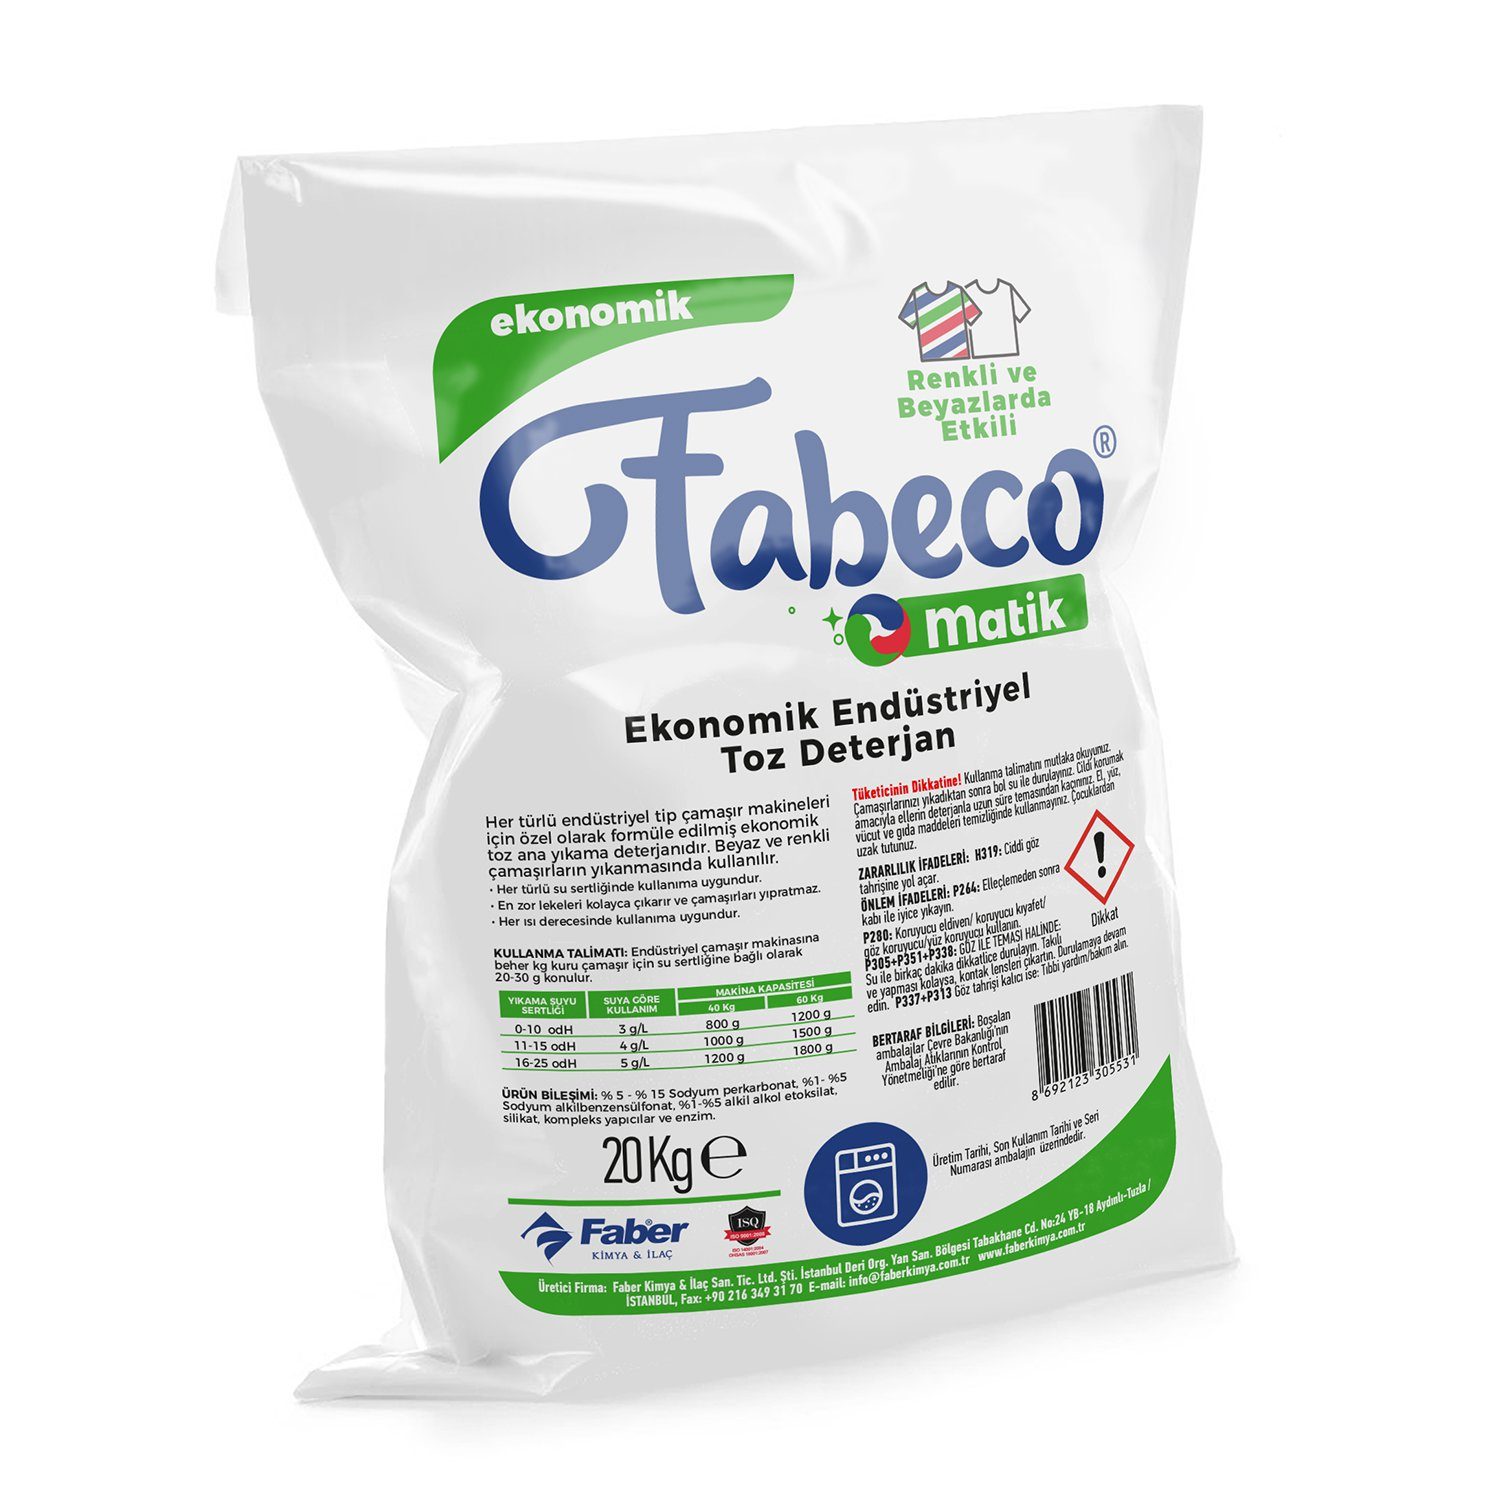 ekonomik
Renkli ve
Beyazlarda
Etkili
Fabeco®
matik
Ekonomik Endüstriyel
Toz Deterjan
Her türlü endüstriyel tip çamaşır makineleri
için özel olarak formüle edilmiş ekonomik
toz ana yıkama deterjanıdır. Beyaz ve renkli
çamaşırların yıkanmasında kullanılır.
• Her türlü su sertliğinde kullanıma uygundur.
• En zor lekeleri kolayca çıkarır ve çamaşırları yıpratmaz.
• Her ısı derecesinde kullanıma uygundur.
KULLANMA TALİMATI: Endüstriyel çamaşır makinasına
beher kg kuru çamaşır için su sertliğine bağlı olarak
20-30 g konulur.
YIKAMA SUYU SERTLİĞİ SUYA GÖRE KULLANIM MAKİNA KAPASİTESİ
40 Kg 60 Kg
0-10 odH 3 g/L 800 g 1200 g
11-15 odH 4 g/L 1000 g 1500 g
16-25 odH 5 g/L 1200 g 1800 g
ÜRÜN BİLEŞİMİ: % 5 - % 15 Sodyum perkarbonat, %1- %5
Sodyum alkilbenzensülfonat, %1-%5 alkil alkol etoksilat,
silikat, kompleks yapıcılar ve enzim.
20 Kg ℮
Faber®
KİMYA & İLAÇ
ISQ
ISO 9001:2008
ISO 14001:2004
OHSAS 18001:2007
Tüketicinin Dikkatine! Kullanma talimatını mutlaka okuyunuz.
Çamaşırlarınızı yıkadıktan sonra bol su ile durulayınız. Cildi korumak
amacıyla ellerin deterjanla uzun süre temasından kaçınınız. El, yüz,
vücut ve gıda maddeleri temizliğinde kullanmayınız. Çocuklardan
uzak tutunuz.
ZARARLILIK İFADELERİ: H319: Ciddi göz
tahrişine yol açar.
ÖNLEM İFADELERİ: P264: Elleçlemeden sonra
kabı ile iyice yıkayın.
P280: Koruyucu eldiven/ koruyucu kıyafet/
göz koruyucu/yüz koruyucu kullanın.
P305+P351+P338: GÖZ İLE TEMASI HALİNDE:
Su ile birkaç dakika dikkatlice durulayın. Takılı
ve yapması kolaysa, kontak lensleri çıkartın. Durulamaya devam
edin. P337+P313 Göz tahrişi kalıcı ise: Tıbbi yardım/bakım alın.
Dikkat
BERTARAF BİLGİLERİ: Boşalan
ambalajlar Çevre Bakanlığı'nın
Ambalaj Atıklarının Kontrol
Yönetmeliği'ne göre bertaraf
edilir.
8 692123 305531
Üretim Tarihi, Son Kullanım Tarihi ve Seri
Numarası ambalajın üzerindedir.
Üretici Firma: Faber Kimya & İlaç San. Tic. Ltd. Şti. İstanbul Deri Org. Yan San. Bölgesi Tabakhane Cd. No:24 YB-18 Aydınlı-Tuzla /
İSTANBUL, Fax: +90 216 349 31 70 E-mail: info@faberkimya.com.tr www.faberkimya.com.tr